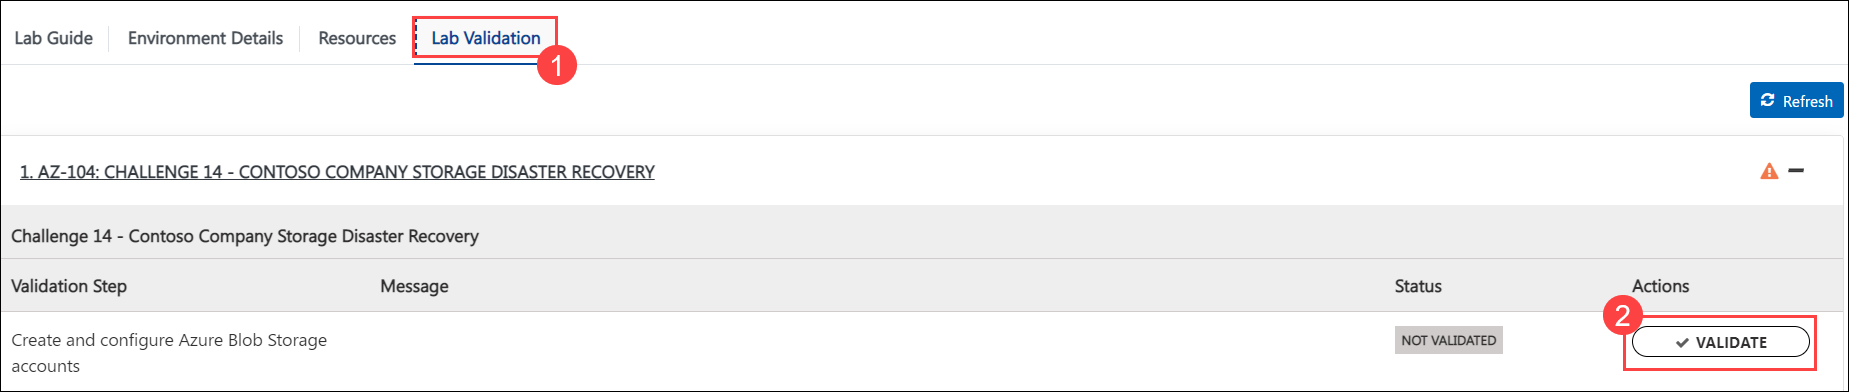 Lab Guide Environment Details Resources Lab Validation
1
Refresh
1. AZ-104: CHALLENGE 14 - CONTOSO COMPANY STORAGE DISASTER RECOVERY
Challenge 14 - Contoso Company Storage Disaster Recovery
Validation Step Message Status Actions
2
Create and configure Azure Blob Storage
accounts
NOT VALIDATED
VALIDATE